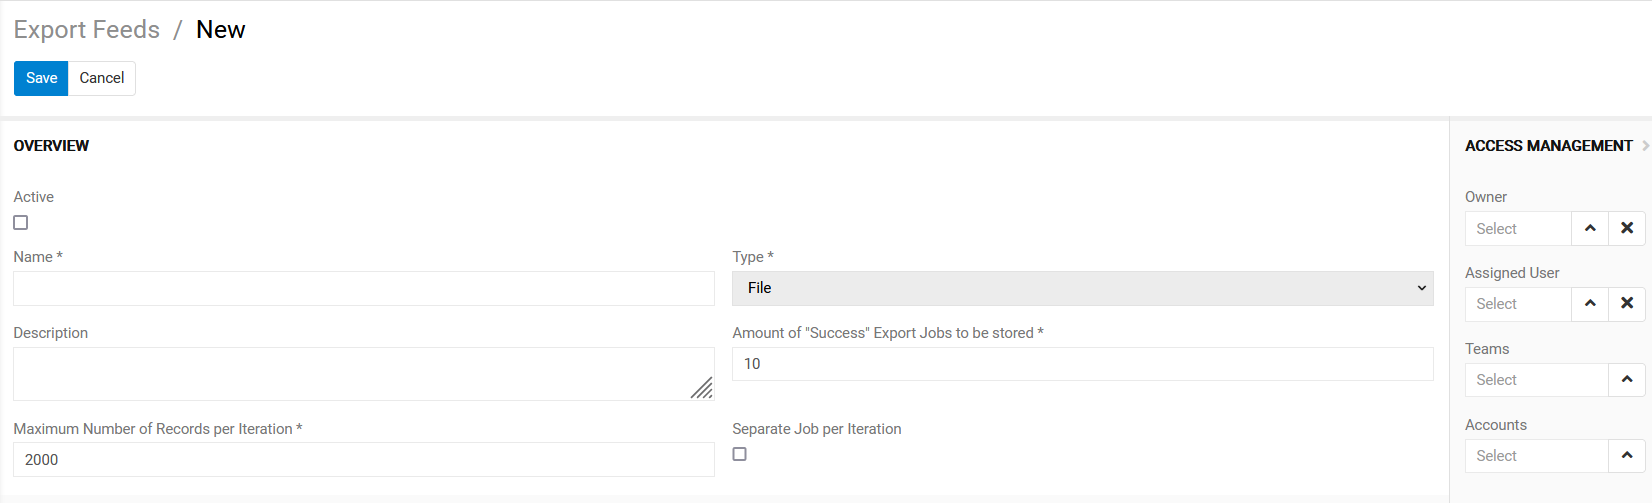 Export Feeds / New
Save Cancel
OVERVIEW
Active
Name *
Type *
File
Description
Amount of "Success" Export Jobs to be stored *
10
Maximum Number of Records per Iteration *
2000
Separate Job per Iteration
ACCESS MANAGEMENT
Owner
Select
Assigned User
Select
Teams
Select
Accounts
Select